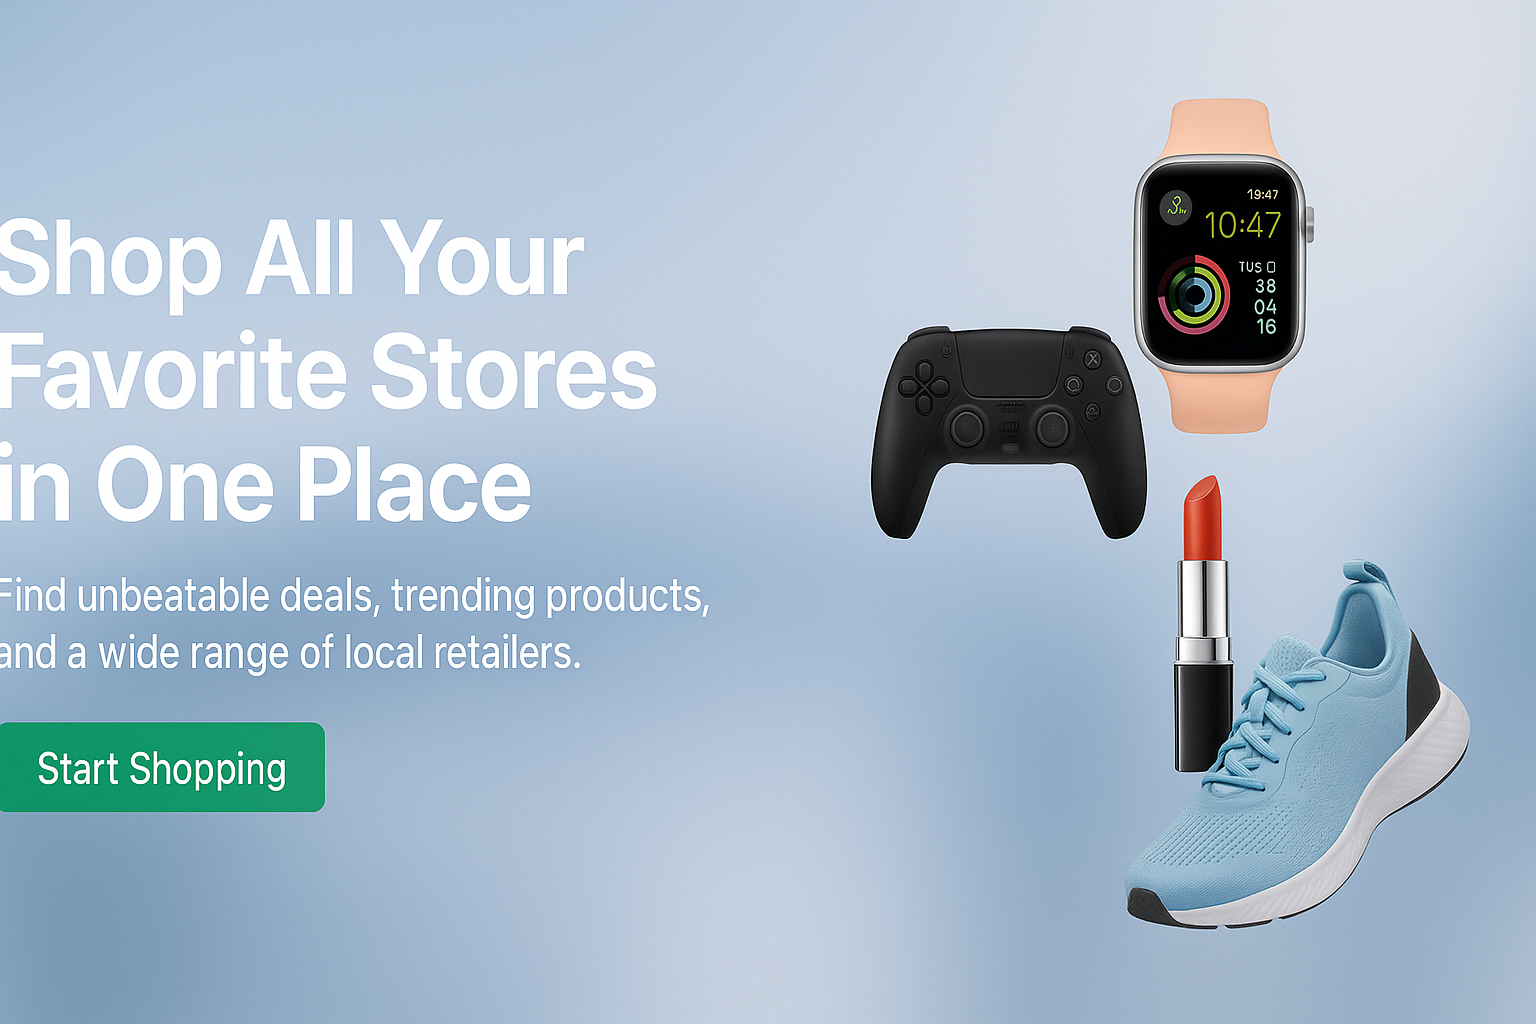 Shop All Your
Favorite Stores
in One Place
Find unbeatable deals, trending products,
and a wide range of local retailers.
Start Shopping
19:47
10:47
TUS
38
04
16